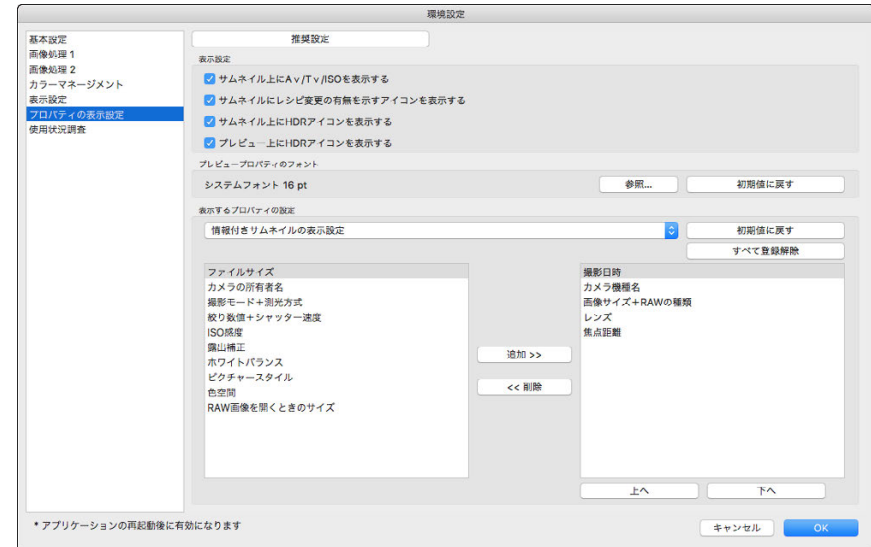 環境設定
基本設定
画像処理 1
画像処理 2
カラーマネージメント
表示設定
プロパティの表示設定
使用状況調査
推奨設定
表示設定
サムネイル上にAv/Tv/ISOを表示する
サムネイルにレシピ変更の有無を示すアイコンを表示する
サムネイル上にHDRアイコンを表示する
プレビュー上にHDRアイコンを表示する
プレビュープロパティのフォント
システムフォント 16 pt
参照...
初期値に戻す
表示するプロパティの設定
情報付きサムネイルの表示設定
初期値に戻す
すべて登録解除
ファイルサイズ
カメラの所有者名
撮影モード+測光方式
絞り数値+シャッター速度
ISO感度
露出補正
ホワイトバランス
ピクチャースタイル
色空間
RAW画像を開くときのサイズ
追加 >>
<< 削除
撮影日時
カメラ機種名
画像サイズ+RAWの種類
レンズ
焦点距離
上へ
下へ
* アプリケーションの再起動後に有効になります
キャンセル
OK